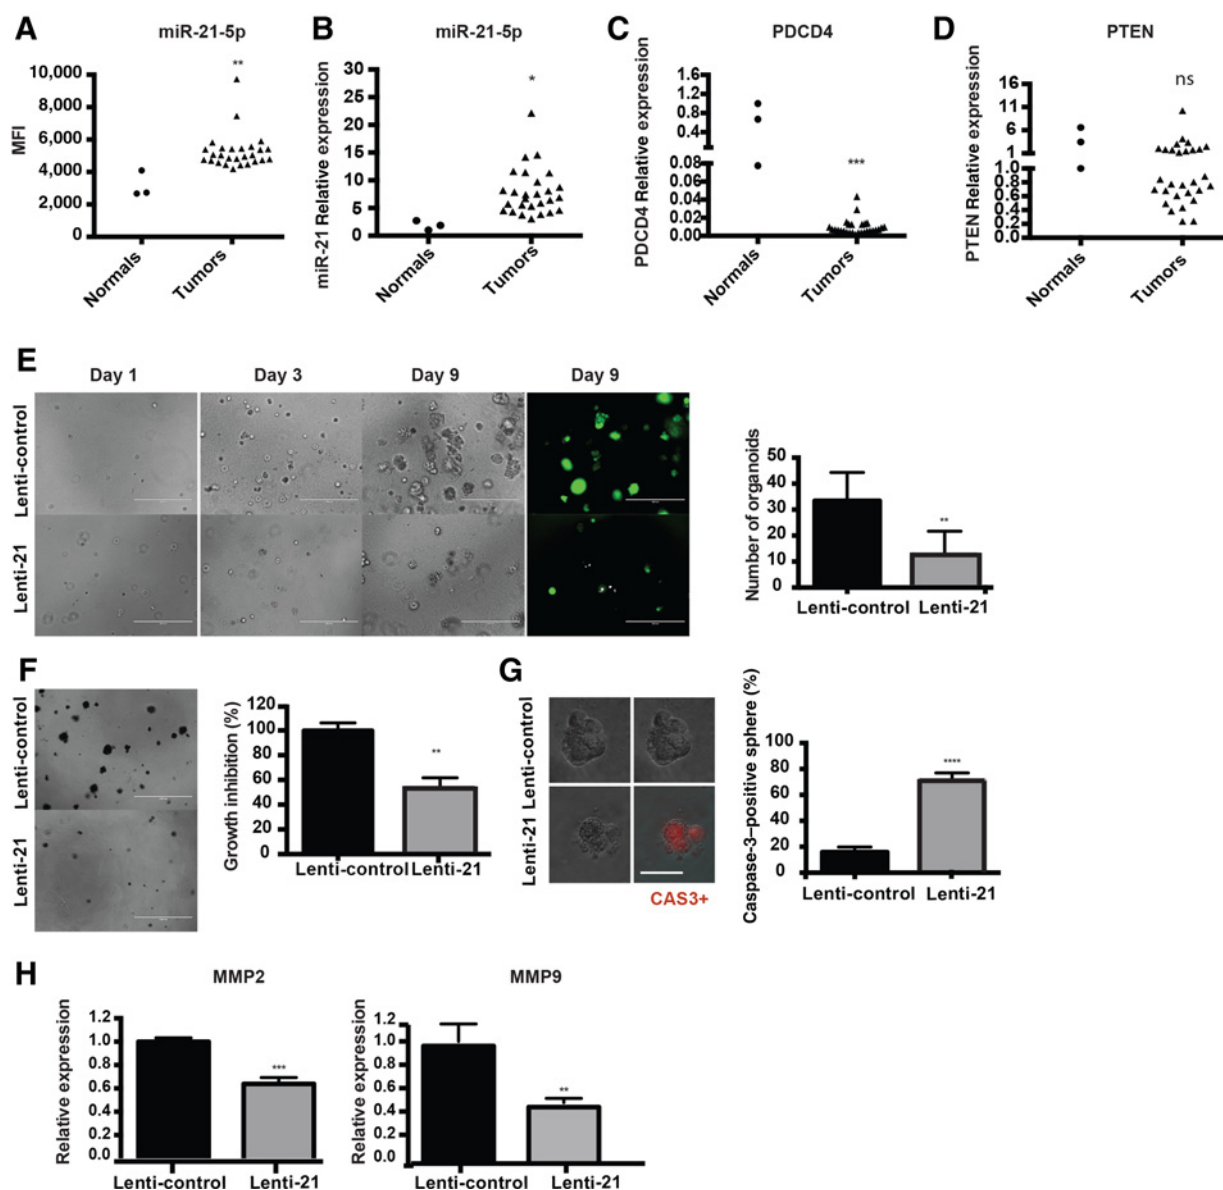 A
miR-21-5p
**
MFI
10,000
8,000
6,000
4,000
2,000
0
Normals
Tumors
B
miR-21-5p
*
miR-21 Relative expression
30
25
20
15
10
5
0
Normals
Tumors
C
PDCD4
***
PDCD4 Relative expression
1.6
1.2
0.8
0.4
0.08
0.06
0.04
0.02
0.00
Normals
Tumors
D
PTEN
ns
PTEN Relative expression
16
11
6
1
1.0
0.8
0.6
0.4
0.2
0.0
Normals
Tumors
E
Day 1
Day 3
Day 9
Day 9
Lenti-control
Lenti-21
Number of organoids
50
40
30
20
10
0
**
Lenti-control
Lenti-21
F
Lenti-control
Lenti-21
Growth inhibition (%)
120
100
80
60
40
20
0
**
Lenti-control
Lenti-21
G
Lenti-control
Lenti-21
CAS3+
Caspase-3–positive sphere (%)
100
80
60
40
20
0
****
Lenti-control
Lenti-21
H
MMP2
Relative expression
1.2
1.0
0.8
0.6
0.4
0.2
0.0
***
Lenti-control
Lenti-21
MMP9
Relative expression
1.2
1.0
0.8
0.6
0.4
0.2
0.0
**
Lenti-control
Lenti-21